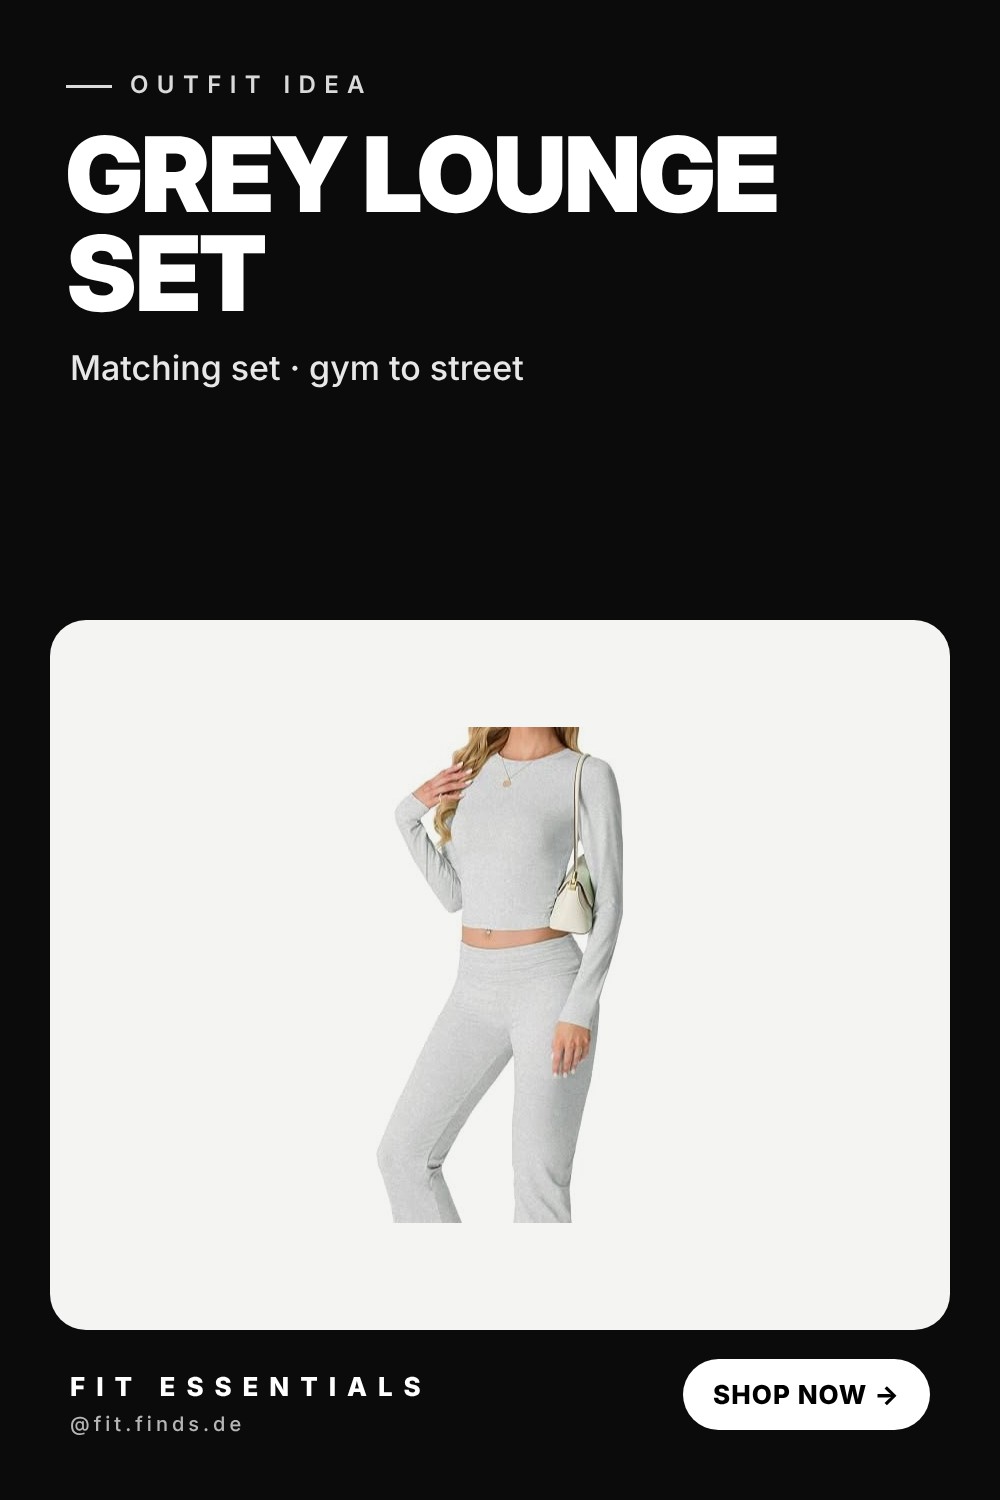 OUTFIT IDEA
GREY LOUNGE
SET
Matching set · gym to street
FIT ESSENTIALS
@fit.finds.de
SHOP NOW →